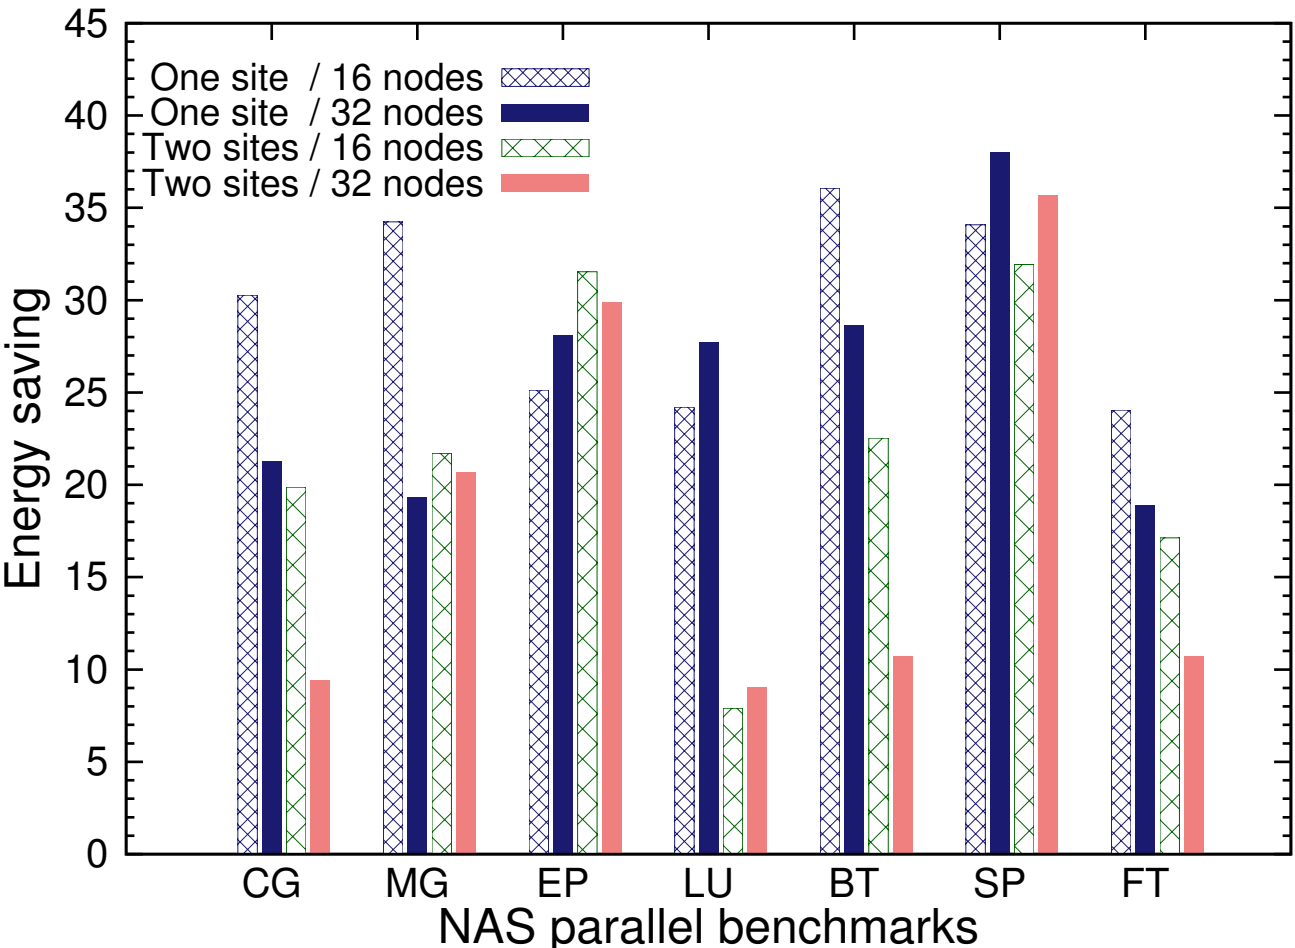 45
40
35
30
25
20
15
10
5
0
Energy saving
One site / 16 nodes
One site / 32 nodes
Two sites / 16 nodes
Two sites / 32 nodes
CG MG EP LU BT SP FT
NAS parallel benchmarks